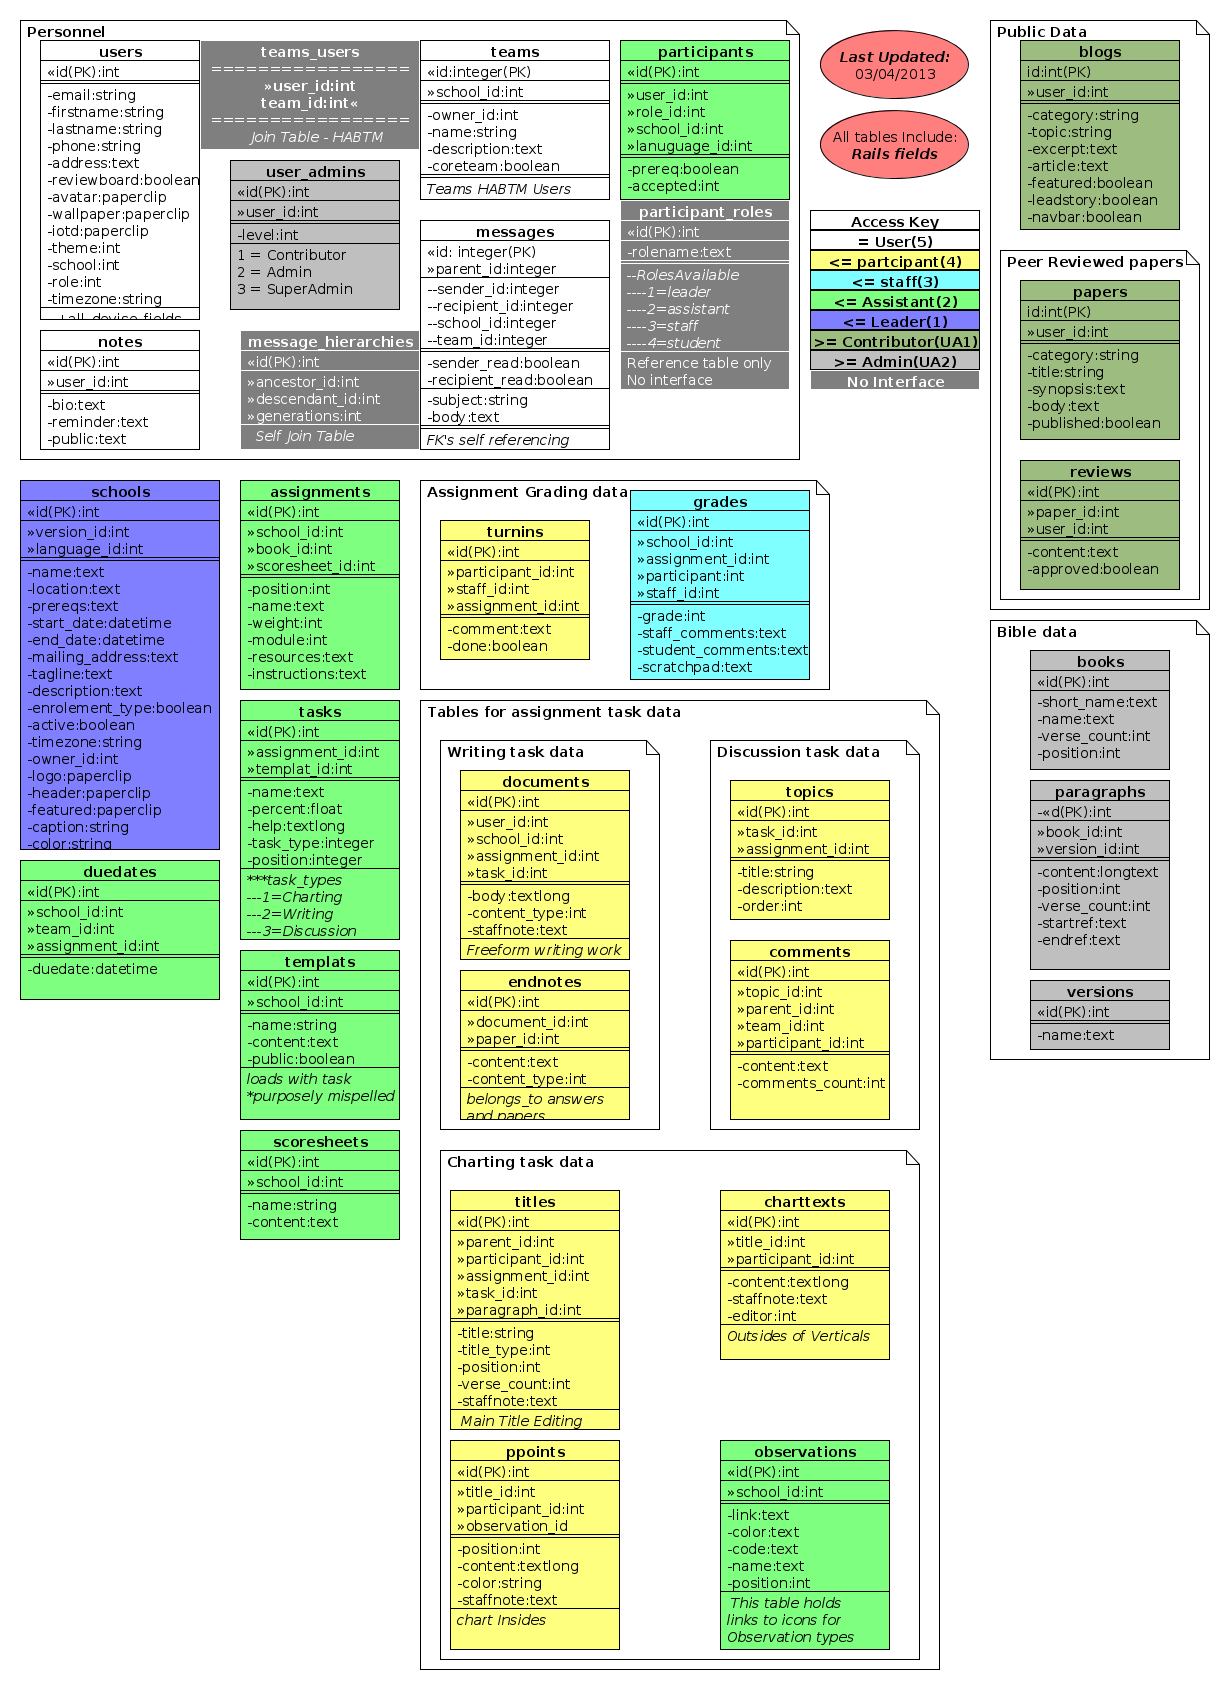 Personnel
users
«id(PK):int
-email:string
-firstname:string
-lastname:string
-phone:string
-address:text
-reviewboard:boolean
-avatar:paperclip
-wallpaper:paperclip
-iotd:paperclip
-theme:int
-school:int
-role:int
-timezone:string
teams_users
=================
»user_id:int
team_id:int«
=================
Join Table - HABTM
user_admins
«id(PK):int
»user_id:int
-level:int
1 = Contributor
2 = Admin
3 = SuperAdmin
teams
«id:integer(PK)
»school_id:int
-owner_id:int
-name:string
-description:text
-coreteam:boolean
Teams HABTM Users
participants
«id(PK):int
»user_id:int
»role_id:int
»school_id:int
»lanuguage_id:int
-prereq:boolean
-accepted:int
participant_roles
«id(PK):int
-rolename:text
--RolesAvailable
----1=leader
----2=assistant
----3=staff
----4=student
Reference table only
No interface
messages
«id: integer(PK)
»parent_id:integer
--sender_id:integer
--recipient_id:integer
--school_id:integer
--team_id:integer
-sender_read:boolean
-recipient_read:boolean
-subject:string
-body:text
FK's self referencing
notes
«id(PK):int
»user_id:int
-bio:text
-reminder:text
-public:text
message_hierarchies
«id(PK):int
»ancestor_id:int
»descendant_id:int
»generations:int
Self Join Table
Last Updated:
03/04/2013
All tables Include:
Rails fields
Access Key
= User(5)
<= partcipant(4)
<= staff(3)
<= Assistant(2)
<= Leader(1)
>= Contributor(UA1)
>= Admin(UA2)
No Interface
Public Data
blogs
id:int(PK)
»user_id:int
-category:string
-topic:string
-excerpt:text
-article:text
-featured:boolean
-leadstory:boolean
-navbar:boolean
Peer Reviewed papers
papers
id:int(PK)
»user_id:int
-category:string
-title:string
-synopsis:text
-body:text
-published:boolean
reviews
«id(PK):int
»paper_id:int
»user_id:int
-content:text
-approved:boolean
schools
«id(PK):int
»version_id:int
»language_id:int
-name:text
-location:text
-prereqs:text
-start_date:datetime
-end_date:datetime
-mailing_address:text
-tagline:text
-description:text
-enrolement_type:boolean
-active:boolean
-timezone:string
-owner_id:int
-logo:paperclip
-header:paperclip
-featured:paperclip
-caption:string
-color:string
duedates
«id(PK):int
»school_id:int
»team_id:int
»assignment_id:int
-duedate:datetime
assignments
«id(PK):int
»school_id:int
»book_id:int
»scoresheet_id:int
-position:int
-name:text
-weight:int
-module:int
-resources:text
-instructions:text
tasks
«id(PK):int
»assignment_id:int
»templat_id:int
-name:text
-percent:float
-help:textlong
-task_type:integer
-position:integer
***task_types
---1=Charting
---2=Writing
---3=Discussion
templats
«id(PK):int
»school_id:int
-name:string
-content:text
-public:boolean
loads with task
*purposely mispelled
scoresheets
«id(PK):int
»school_id:int
-name:string
-content:text
Assignment Grading data
turnins
«id(PK):int
»participant_id:int
»staff_id:int
»assignment_id:int
-comment:text
-done:boolean
grades
«id(PK):int
»school_id:int
»assignment_id:int
»participant:int
»staff_id:int
-grade:int
-staff_comments:text
-student_comments:text
-scratchpad:text
Tables for assignment task data
Writing task data
documents
«id(PK):int
»user_id:int
»school_id:int
»assignment_id:int
»task_id:int
-body:textlong
-content_type:int
-staffnote:text
Freeform writing work
endnotes
«id(PK):int
»document_id:int
»paper_id:int
-content:text
-content_type:int
belongs_to answers
and papers
Discussion task data
topics
«id(PK):int
»task_id:int
»assignment_id:int
-title:string
-description:text
-order:int
comments
«id(PK):int
»topic_id:int
»parent_id:int
»team_id:int
»participant_id:int
-content:text
-comments_count:int
Charting task data
titles
«id(PK):int
»parent_id:int
»participant_id:int
»assignment_id:int
»task_id:int
»paragraph_id:int
-title:string
-title_type:int
-position:int
-verse_count:int
-staffnote:text
Main Title Editing
charttexts
«id(PK):int
»title_id:int
»participant_id:int
-content:textlong
-staffnote:text
-editor:int
Outsides of Verticals
ppoints
«id(PK):int
»title_id:int
»participant_id:int
»observation_id
-position:int
-content:textlong
-color:string
-staffnote:text
chart Insides
observations
«id(PK):int
»school_id:int
-link:text
-color:text
-code:text
-name:text
-position:int
This table holds
links to icons for
Observation types
Bible data
books
«id(PK):int
-short_name:text
-name:text
-verse_count:int
-position:int
paragraphs
-«d(PK):int
»book_id:int
»version_id:int
-content:longtext
-position:int
-verse_count:int
-startref:text
-endref:text
versions
«id(PK):int
-name:text